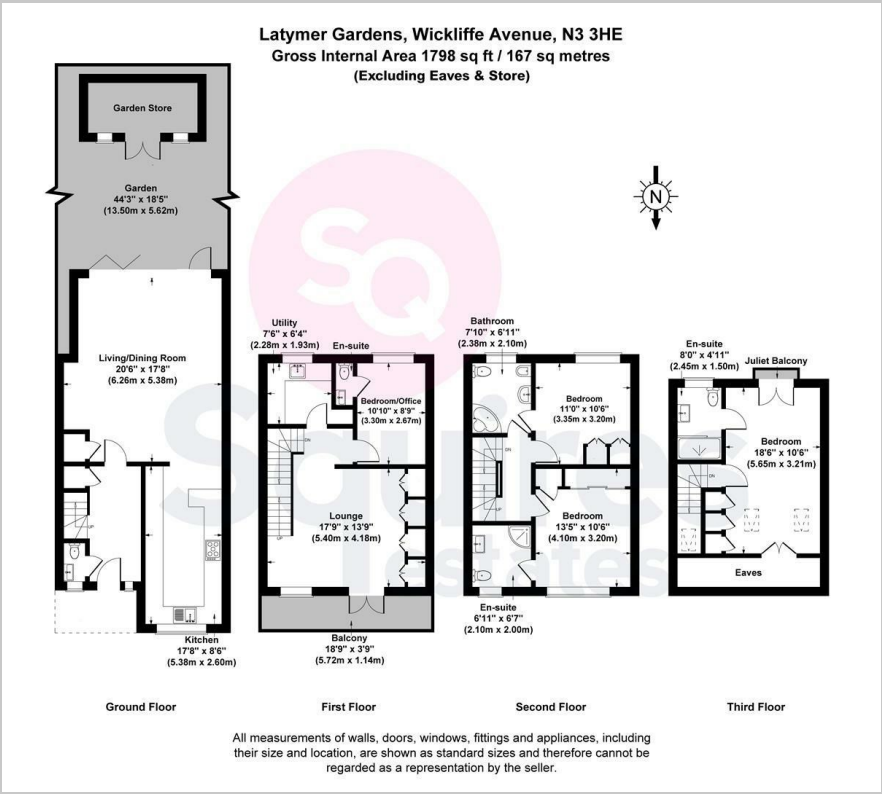 Latymer Gardens, Wickliffe Avenue, N3 3HE
Gross Internal Area 1798 sq ft / 167 sq metres
(Excluding Eaves & Store)
Garden Store
Garden
44'3" x 18'5"
(13.50m x 5.62m)
N
SQ
Squires
estates
Living/Dining Room
20'6" x 17'8"
(6.26m x 5.38m)
UP
Kitchen
17'8" x 8'6"
(5.38m x 2.60m)
Ground Floor
Utility
7'6" x 6'4"
(2.28m x 1.93m)
En-suite
Bedroom/Office
10'10" x 8'9"
(3.30m x 2.67m)
DN
Lounge
17'9" x 13'9"
(5.40m x 4.18m)
UP
Balcony
18'9" x 3'9"
(5.72m x 1.14m)
First Floor
Bathroom
7'10" x 6'11"
(2.38m x 2.10m)
Bedroom
11'0" x 10'6"
(3.35m x 3.20m)
DN
UP
Bedroom
13'5" x 10'6"
(4.10m x 3.20m)
En-suite
6'11" x 6'7"
(2.10m x 2.00m)
Second Floor
En-suite
8'0" x 4'11"
(2.45m x 1.50m)
Juliet Balcony
Bedroom
18'6" x 10'6"
(5.65m x 3.21m)
DN
Eaves
Third Floor
All measurements of walls, doors, windows, fittings and appliances, including
their size and location, are shown as standard sizes and therefore cannot be
regarded as a representation by the seller.